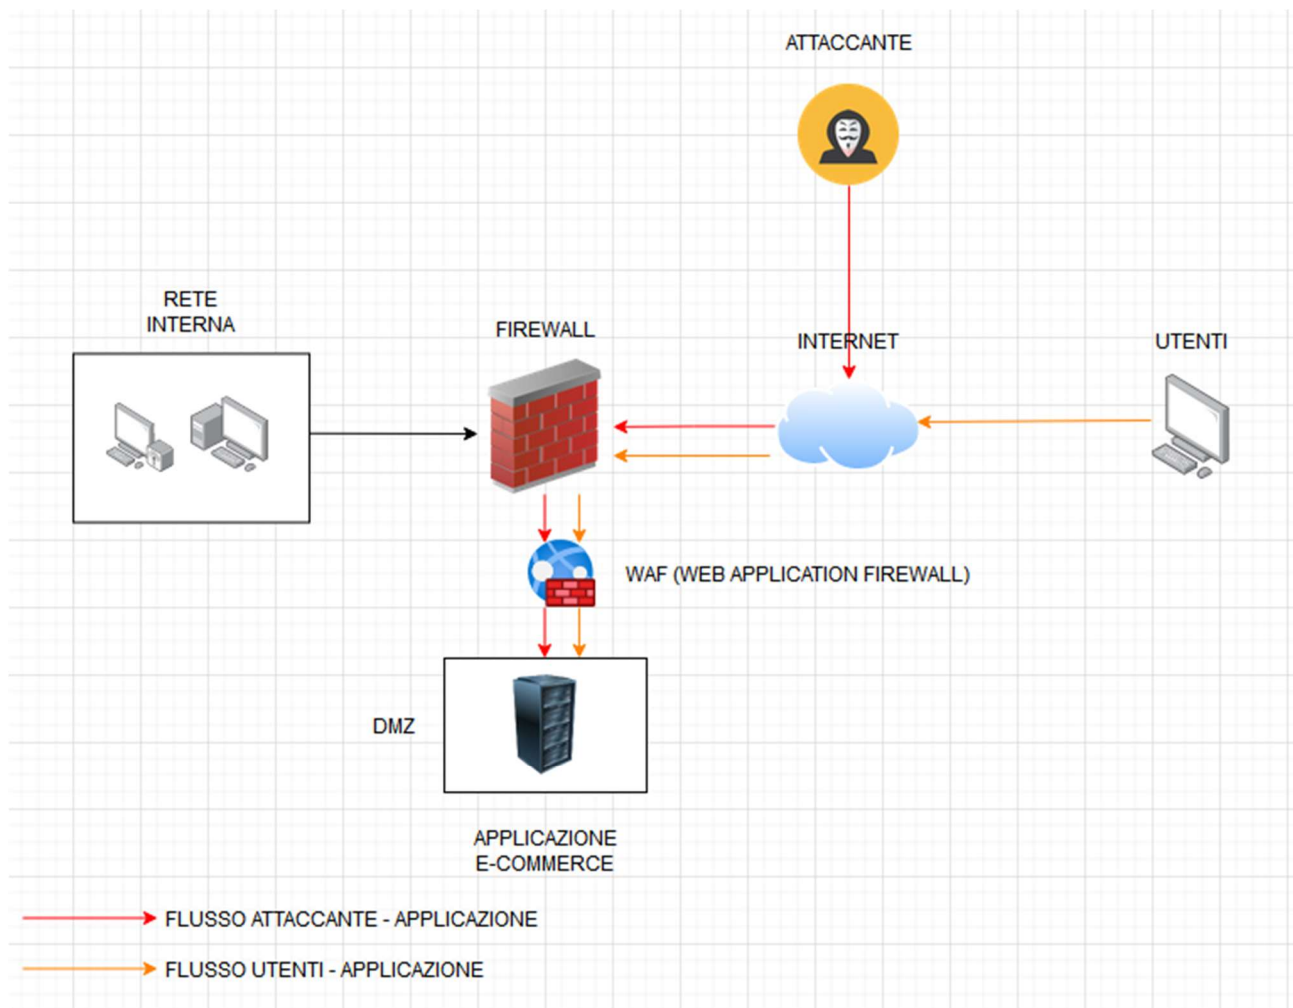 ATTACCANTE
RETE
INTERNA
FIREWALL
INTERNET
UTENTI
WAF (WEB APPLICATION FIREWALL)
DMZ
APPLICAZIONE
E-COMMERCE
FLUSSO ATTACCANTE - APPLICAZIONE
FLUSSO UTENTI - APPLICAZIONE